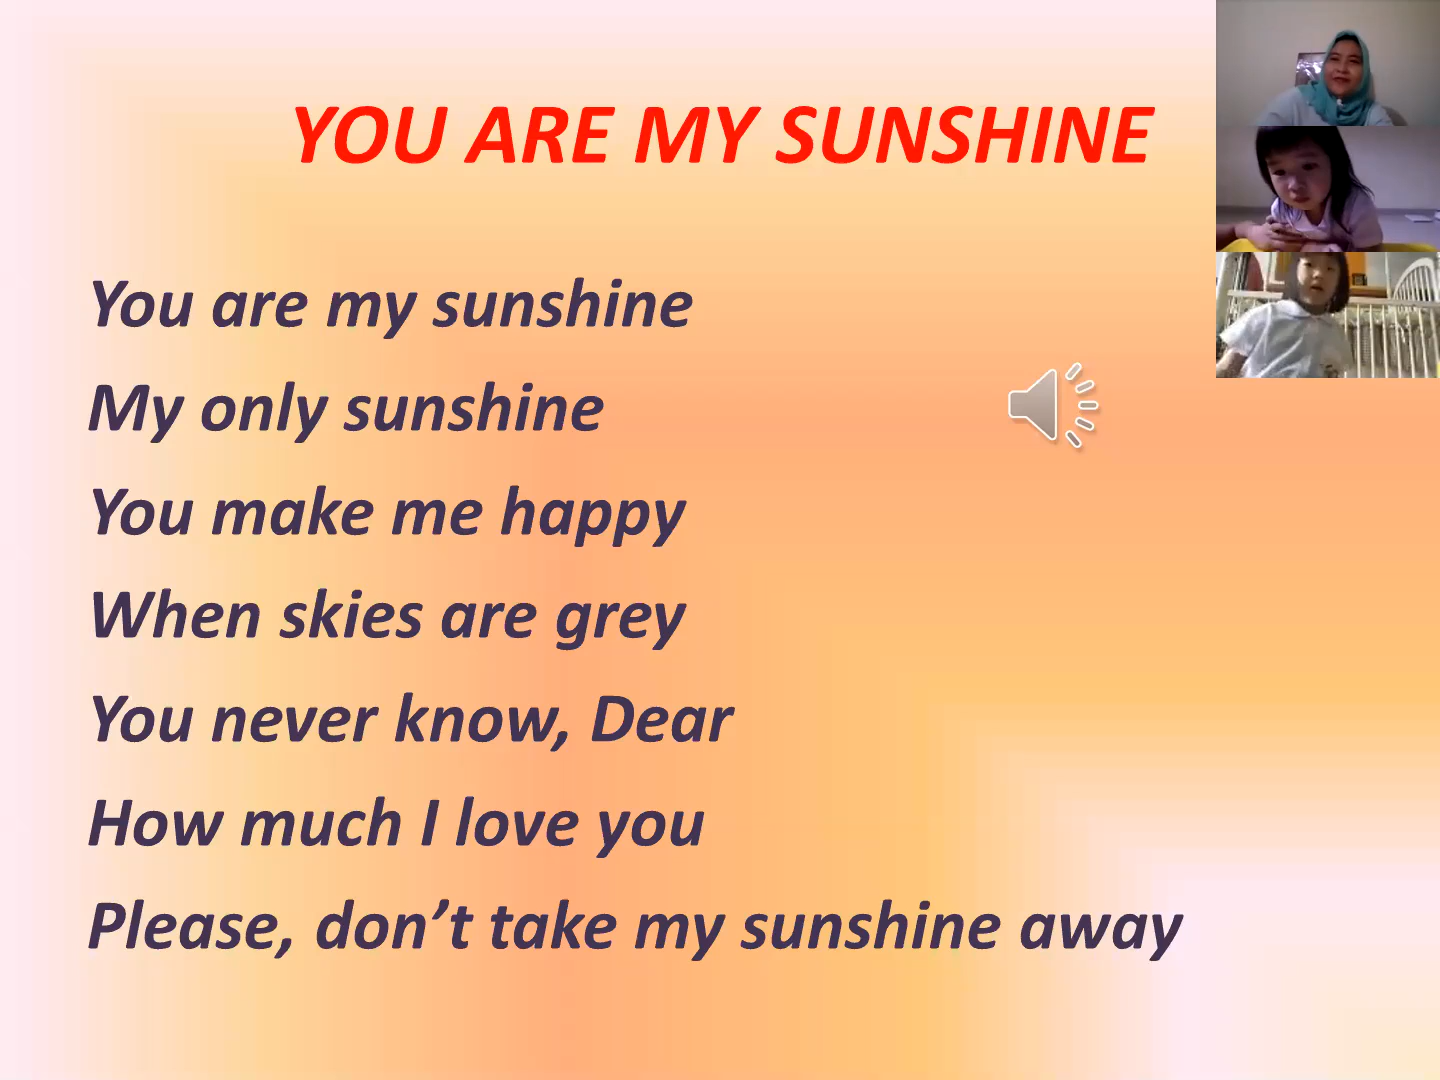 YOU ARE MY SUNSHINE
You are my sunshine
My only sunshine
You make me happy
When skies are grey
You never know, Dear
How much I love you
Please, don’t take my sunshine away